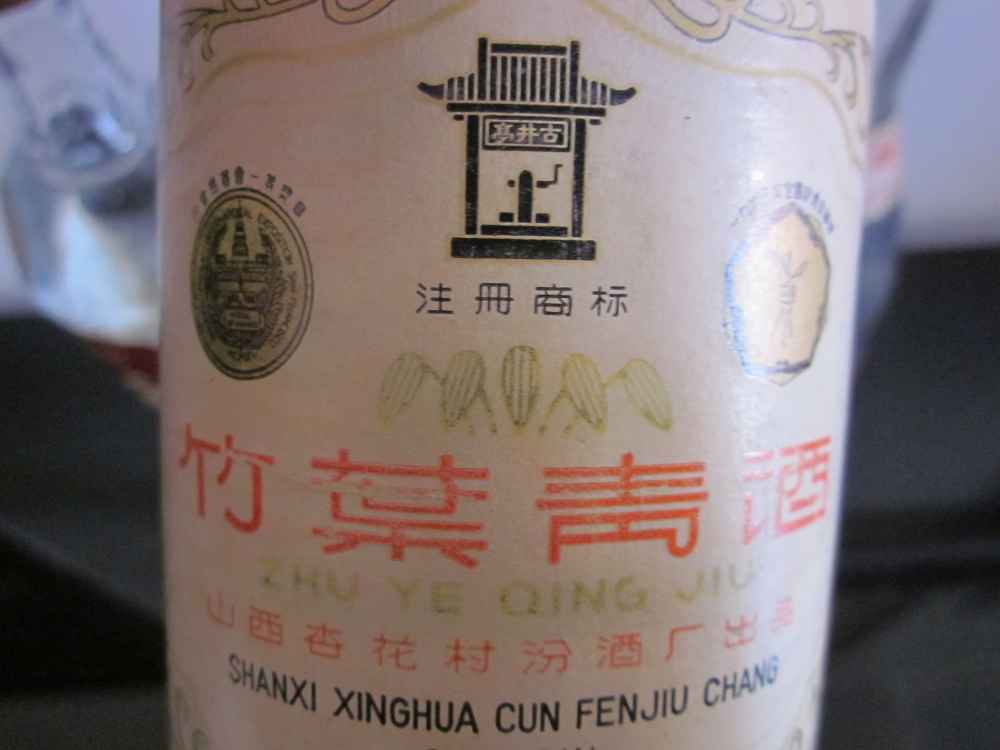 古井亭
注冊商标
竹葉青酒
ZHU YE QING JIU
山西杏花村汾酒厂出品
SHANXI XINGHUA CUN FENJIU CHANG